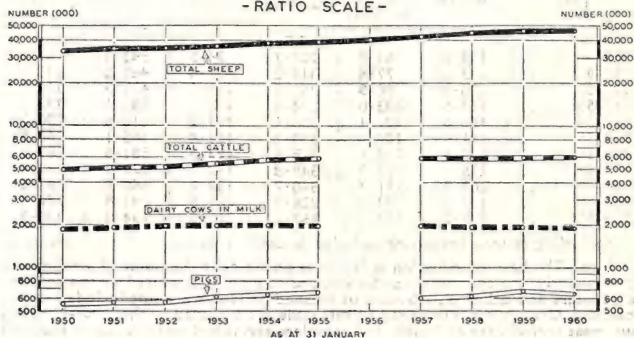 -RATIO SCALE-
NUMBER (000) NUMBER (000)
50,000 50,000
40,000 40,000
30,000 30,000
TOTAL SHEEP
20,000 20,000
10,000 10,000
8,000 8,000
TOTAL CATTLE
6,000 6,000
5,000 5,000
4,000 4,000
3,000 3,000
DAIRY COWS IN MILK
2,000 2,000
1,000 1,000
PIGS
800 800
600 600
500 500
1950 1951 1952 1953 1954 1955 1956 1957 1958 1959 1960
AS AT 31 JANUARY